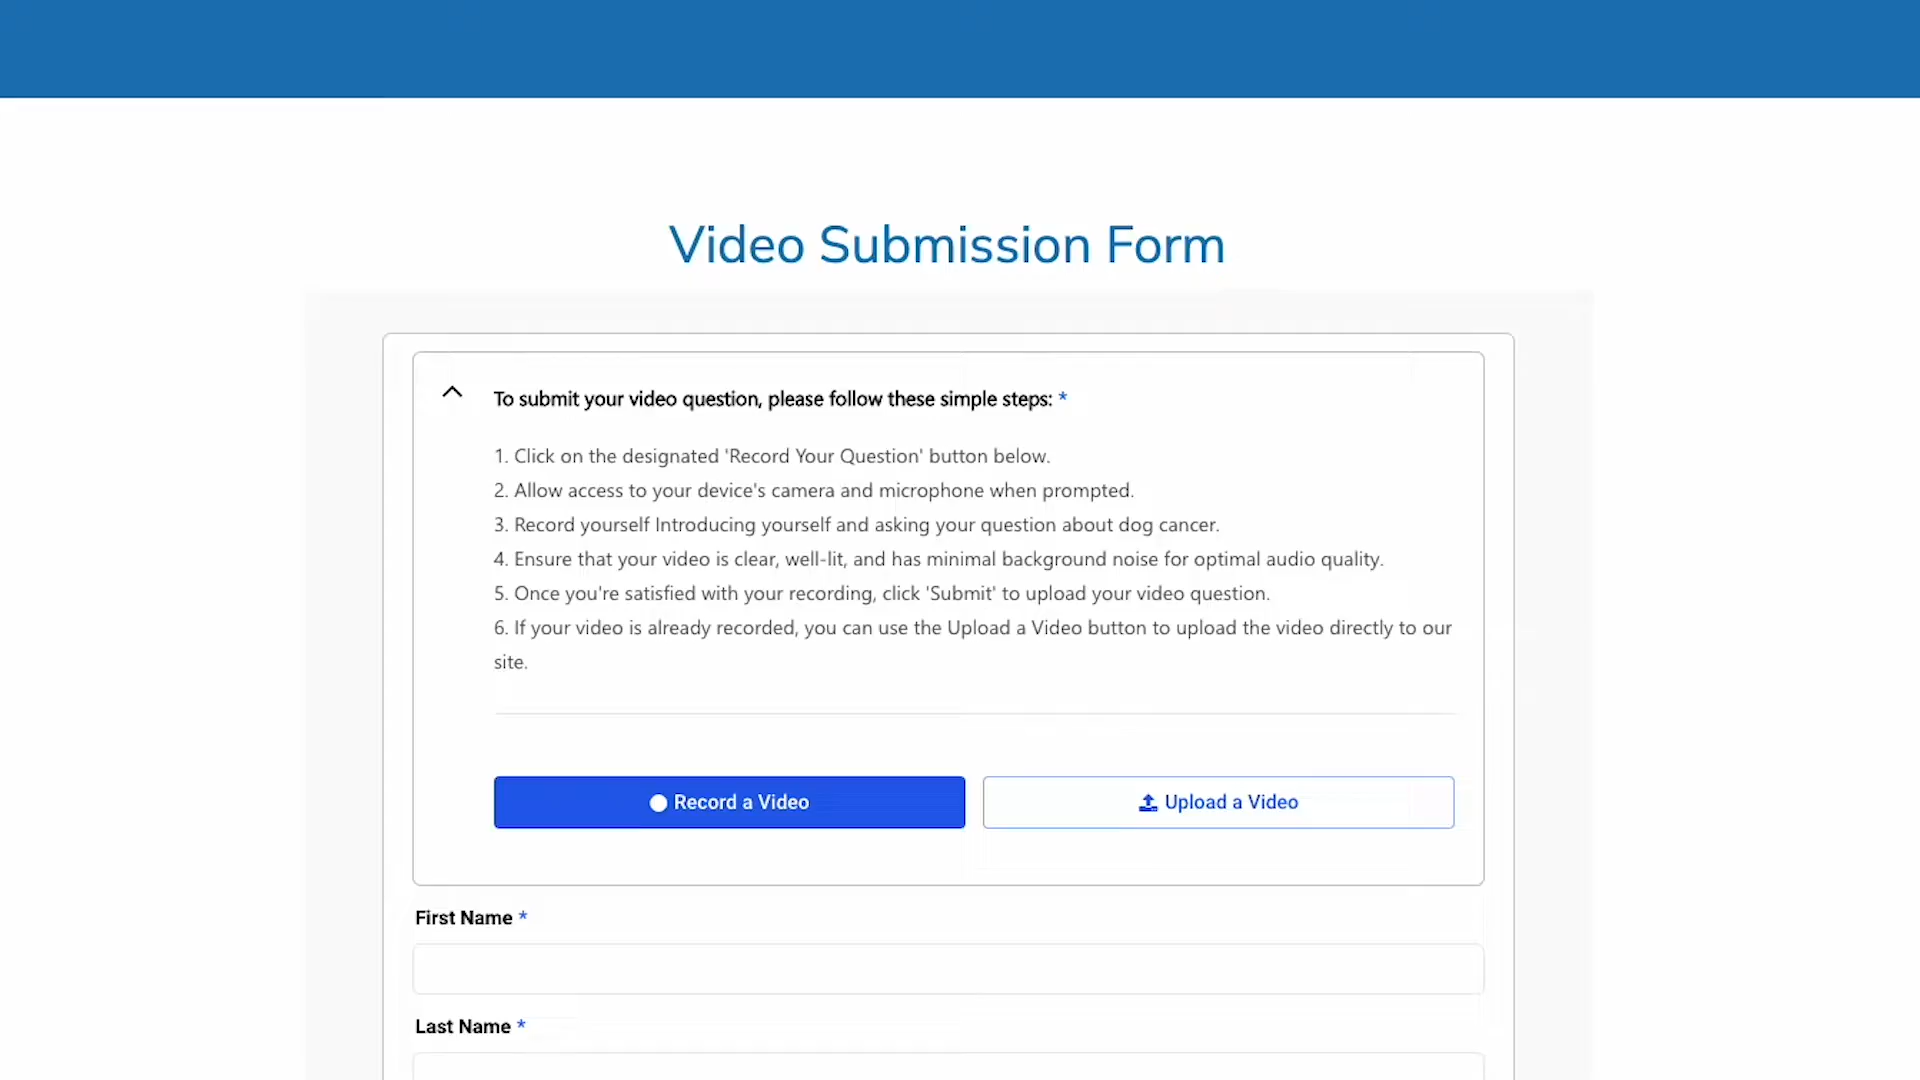 Video Submission Form
To submit your video question, please follow these simple steps: *
1. Click on the designated 'Record Your Question' button below.
2. Allow access to your device's camera and microphone when prompted.
3. Record yourself Introducing yourself and asking your question about dog cancer.
4. Ensure that your video is clear, well-lit, and has minimal background noise for optimal audio quality.
5. Once you're satisfied with your recording, click 'Submit' to upload your video question.
6. If your video is already recorded, you can use the Upload a Video button to upload the video directly to our
site.
Record a Video
Upload a Video
First Name *
Last Name *